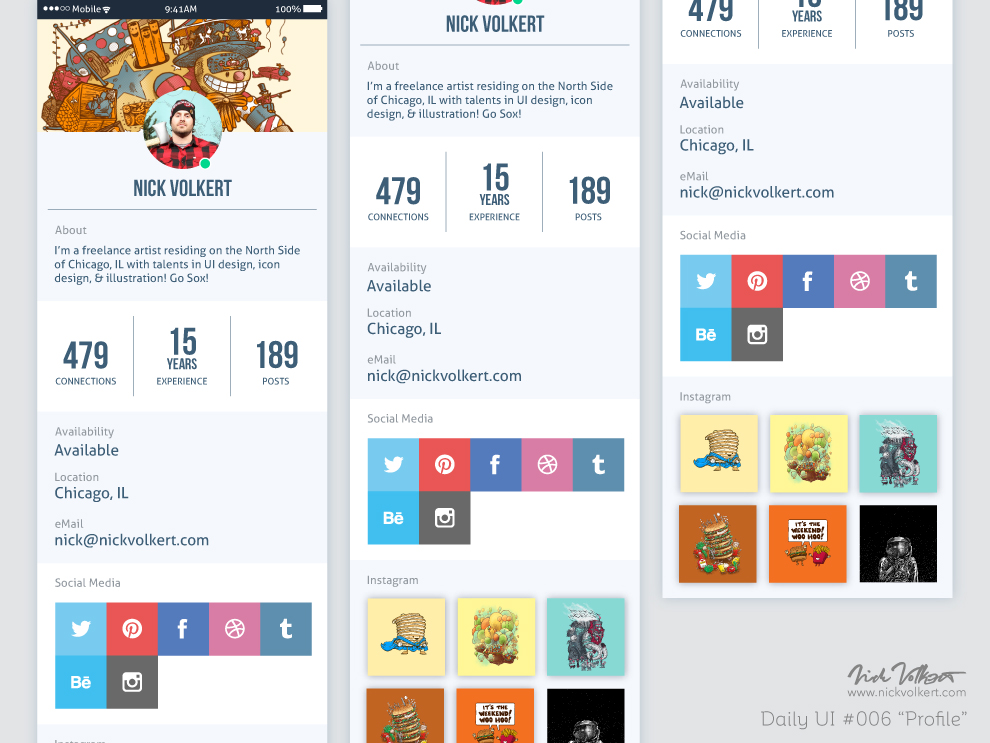 Mobile
9:41AM
100%
NICK VOLKERT
About
I'm a freelance artist residing on the North Side
of Chicago, IL with talents in UI design, icon
design, & illustration! Go Sox!
479
CONNECTIONS
15
YEARS
EXPERIENCE
189
POSTS
Availability
Available
Location
Chicago, IL
eMail
nick@nickvolkert.com
Social Media
f
t
Bē
Instagram
NICK VOLKERT
About
I'm a freelance artist residing on the North Side
of Chicago, IL with talents in UI design, icon
design, & illustration! Go Sox!
479
CONNECTIONS
15
YEARS
EXPERIENCE
189
POSTS
Availability
Available
Location
Chicago, IL
eMail
nick@nickvolkert.com
Social Media
f
t
Bē
Instagram
IT'S THE
WEEKEND!
WOO HOO!
479
CONNECTIONS
15
YEARS
EXPERIENCE
189
POSTS
Availability
Available
Location
Chicago, IL
eMail
nick@nickvolkert.com
Social Media
f
t
Bē
Instagram
IT'S THE
WEEKEND!
WOO HOO!
Nick Volkert
www.nickvolkert.com
Daily UI #006 “Profile”